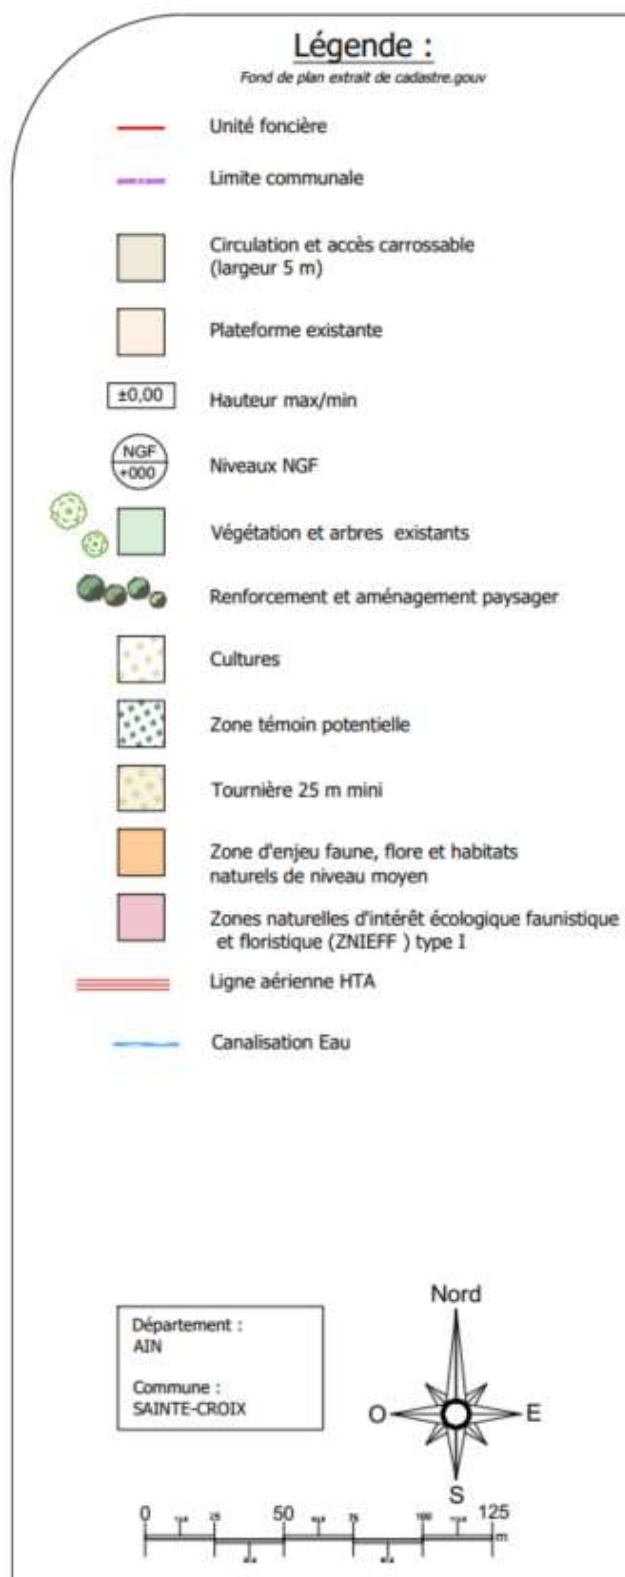 Légende :
Fond de plan extrait de cadastre.gouv
Unité foncière
Limite communale
Circulation et accès carrossable
(largeur 5 m)
Plateforme existante
±0,00
Hauteur max/min
NGF
+000
Niveaux NGF
Végétation et arbres existants
Renforcement et aménagement paysager
Cultures
Zone témoin potentielle
Tournière 25 m mini
Zone d'enjeu faune, flore et habitats
naturels de niveau moyen
Zones naturelles d'intérêt écologique faunistique
et floristique (ZNIEFF ) type I
Ligne aérienne HTA
Canalisation Eau
Département :
AIN
Commune :
SAINTE-CROIX
Nord
O E
S
0 25 50 75 100 125
m